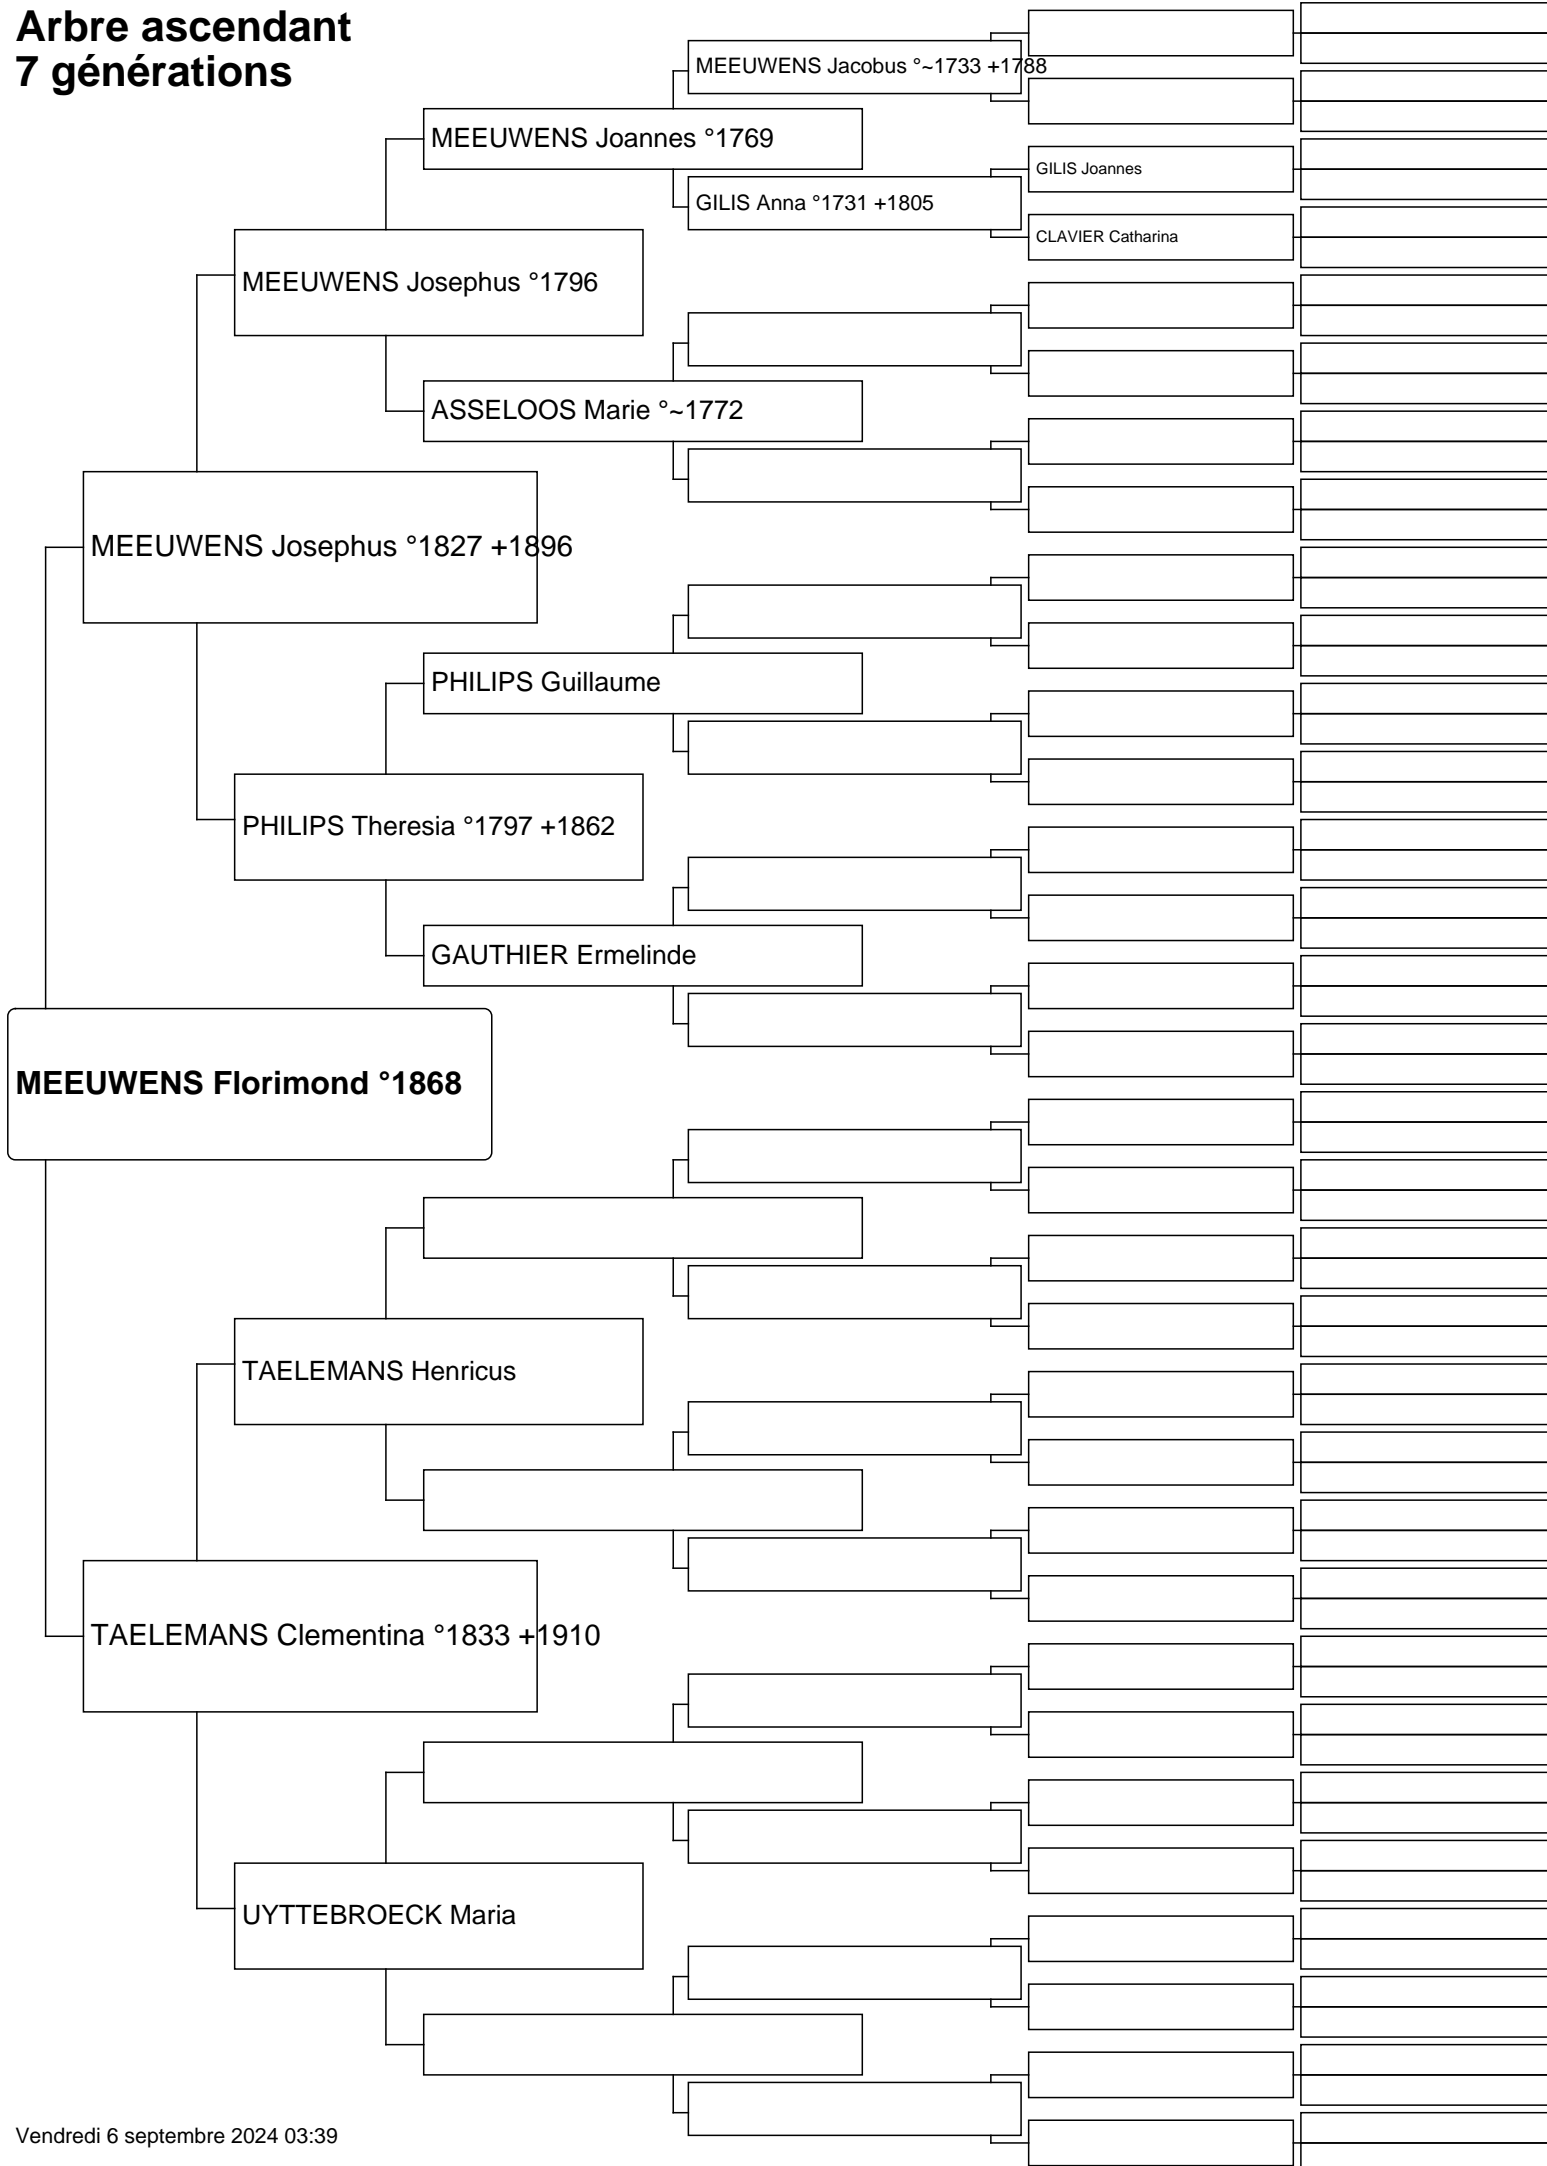 Arbre ascendant
7 générations
MEEUWENS Jacobus °~1733 +1788
MEEUWENS Joannes °1769
GILIS Joannes
GILIS Anna °1731 +1805
CLAVIER Catharina
MEEUWENS Josephus °1796
ASSELOOS Marie °~1772
MEEUWENS Josephus °1827 +1896
PHILIPS Guillaume
PHILIPS Theresia °1797 +1862
GAUTHIER Ermelinde
MEEUWENS Florimond °1868
TAELEMANS Henricus
TAELEMANS Clementina °1833 +1910
UYTTEBROECK Maria
Vendredi 6 septembre 2024 03:39